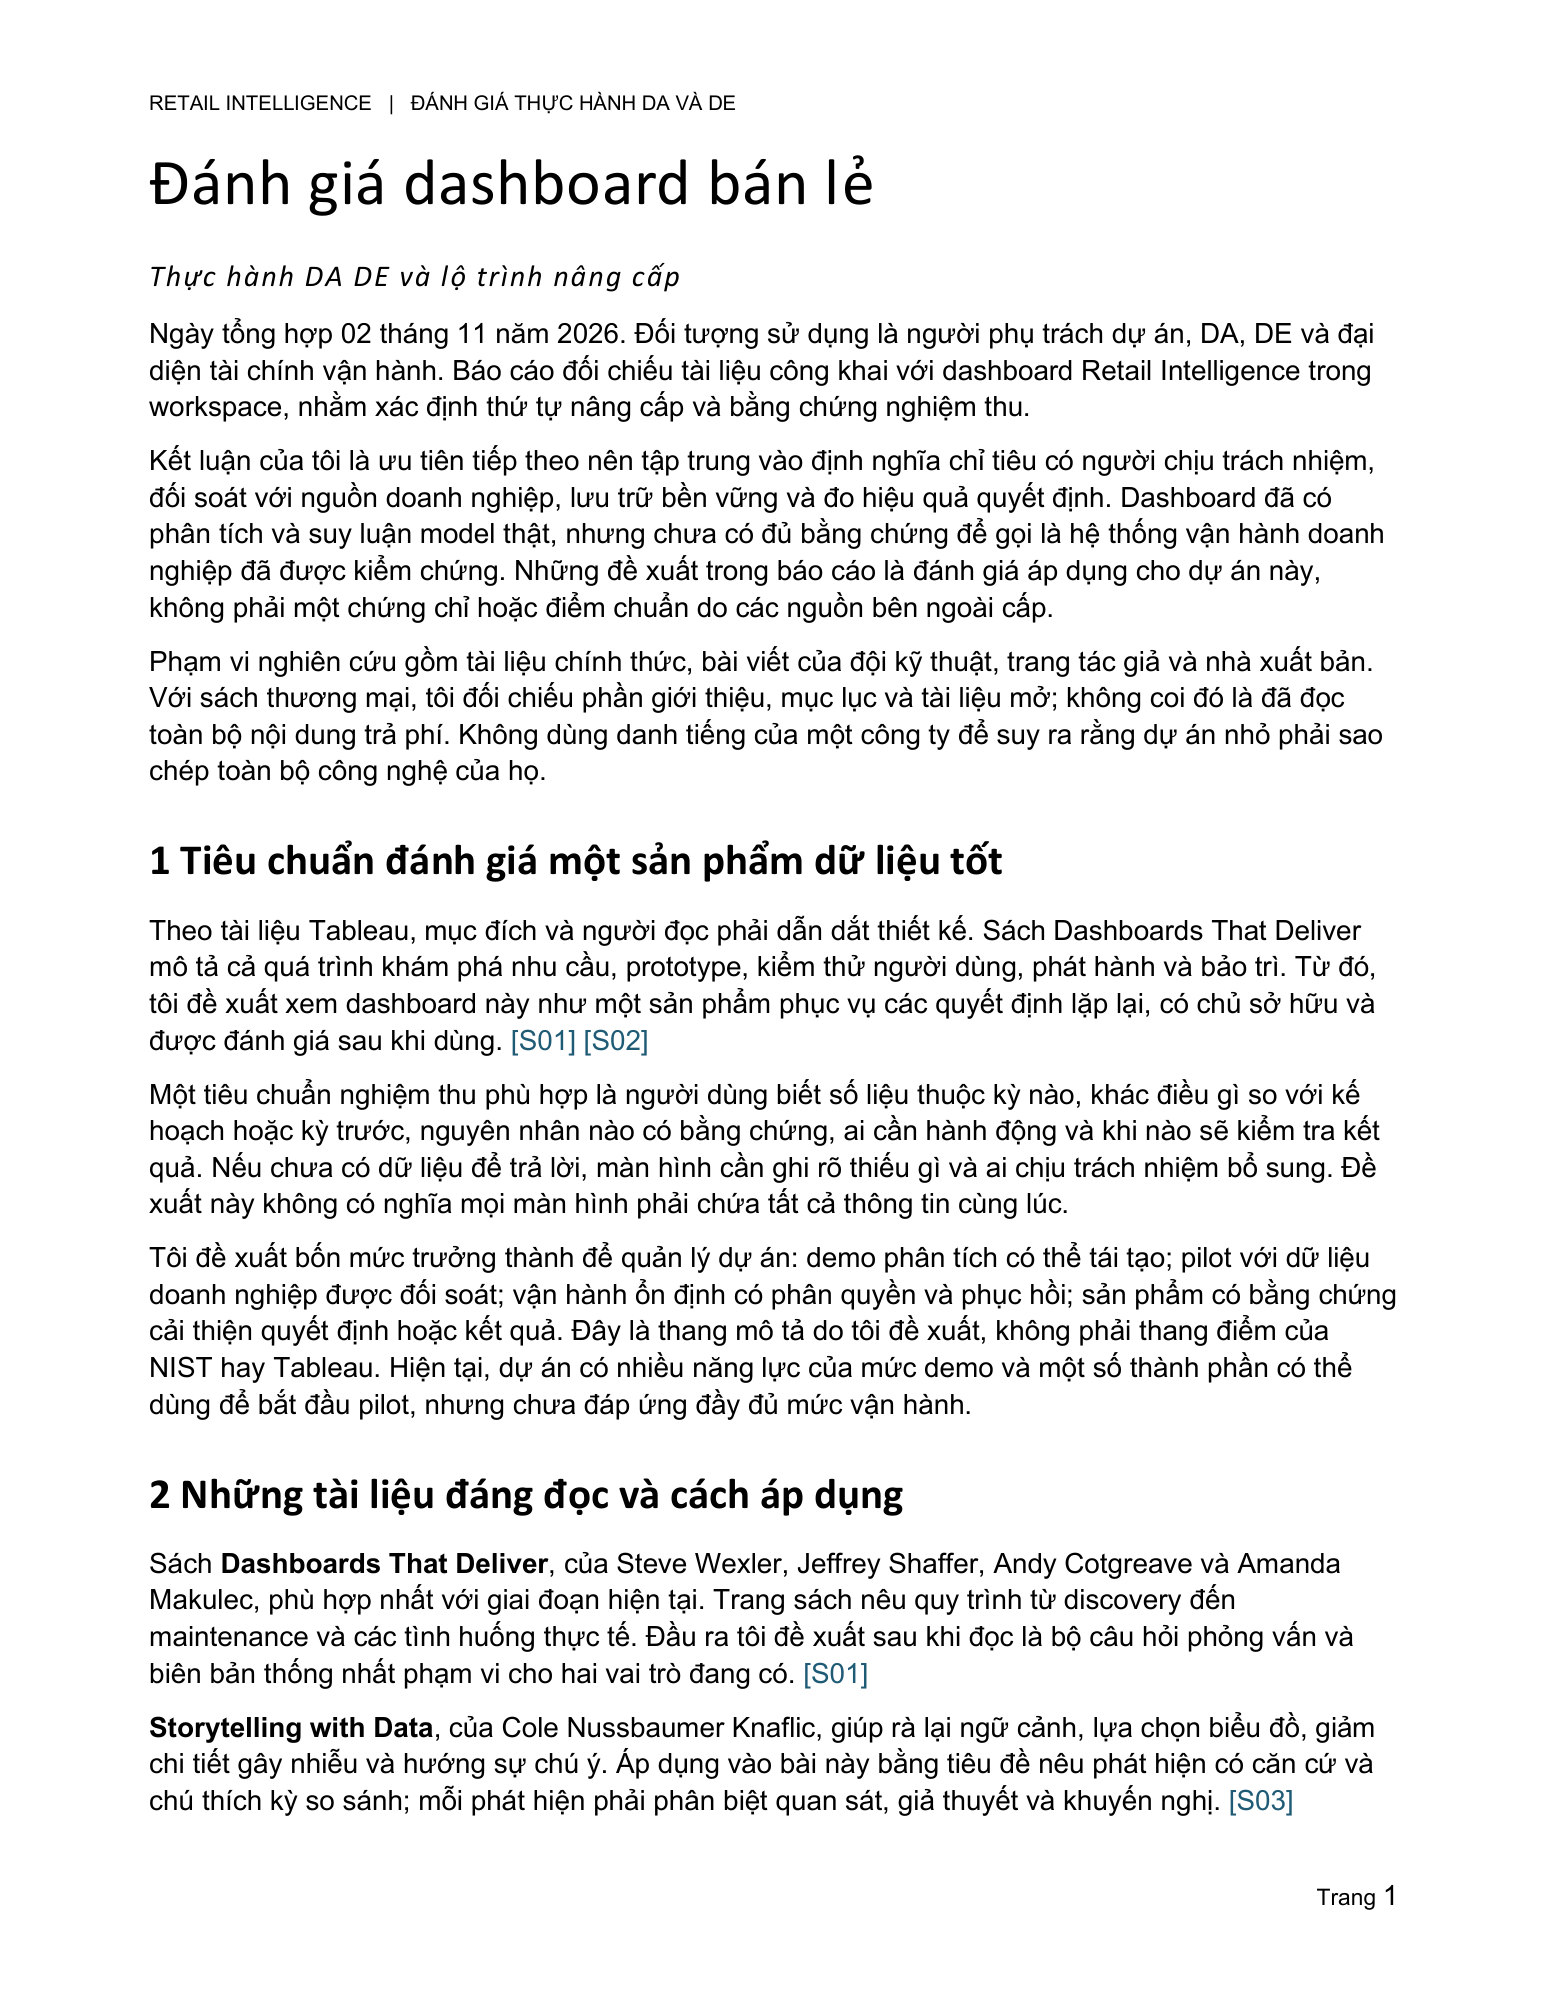 RETAIL INTELLIGENCE | ĐÁNH GIÁ THỰC HÀNH DA VÀ DE
Đánh giá dashboard bán lẻ
Thực hành DA DE và lộ trình nâng cấp
Ngày tổng hợp 02 tháng 11 năm 2026. Đối tượng sử dụng là người phụ trách dự án, DA, DE và đại
diện tài chính vận hành. Báo cáo đối chiếu tài liệu công khai với dashboard Retail Intelligence trong
workspace, nhằm xác định thứ tự nâng cấp và bằng chứng nghiệm thu.
Kết luận của tôi là ưu tiên tiếp theo nên tập trung vào định nghĩa chỉ tiêu có người chịu trách nhiệm,
đối soát với nguồn doanh nghiệp, lưu trữ bền vững và đo hiệu quả quyết định. Dashboard đã có
phân tích và suy luận model thật, nhưng chưa có đủ bằng chứng để gọi là hệ thống vận hành doanh
nghiệp đã được kiểm chứng. Những đề xuất trong báo cáo là đánh giá áp dụng cho dự án này,
không phải một chứng chỉ hoặc điểm chuẩn do các nguồn bên ngoài cấp.
Phạm vi nghiên cứu gồm tài liệu chính thức, bài viết của đội kỹ thuật, trang tác giả và nhà xuất bản.
Với sách thương mại, tôi đối chiếu phần giới thiệu, mục lục và tài liệu mở; không coi đó là đã đọc
toàn bộ nội dung trả phí. Không dùng danh tiếng của một công ty để suy ra rằng dự án nhỏ phải sao
chép toàn bộ công nghệ của họ.
1 Tiêu chuẩn đánh giá một sản phẩm dữ liệu tốt
Theo tài liệu Tableau, mục đích và người đọc phải dẫn dắt thiết kế. Sách Dashboards That Deliver
mô tả cả quá trình khám phá nhu cầu, prototype, kiểm thử người dùng, phát hành và bảo trì. Từ đó,
tôi đề xuất xem dashboard này như một sản phẩm phục vụ các quyết định lặp lại, có chủ sở hữu và
được đánh giá sau khi dùng. [S01] [S02]
Một tiêu chuẩn nghiệm thu phù hợp là người dùng biết số liệu thuộc kỳ nào, khác điều gì so với kế
hoạch hoặc kỳ trước, nguyên nhân nào có bằng chứng, ai cần hành động và khi nào sẽ kiểm tra kết
quả. Nếu chưa có dữ liệu để trả lời, màn hình cần ghi rõ thiếu gì và ai chịu trách nhiệm bổ sung. Đề
xuất này không có nghĩa mọi màn hình phải chứa tất cả thông tin cùng lúc.
Tôi đề xuất bốn mức trưởng thành để quản lý dự án: demo phân tích có thể tái tạo; pilot với dữ liệu
doanh nghiệp được đối soát; vận hành ổn định có phân quyền và phục hồi; sản phẩm có bằng chứng
cải thiện quyết định hoặc kết quả. Đây là thang mô tả do tôi đề xuất, không phải thang điểm của
NIST hay Tableau. Hiện tại, dự án có nhiều năng lực của mức demo và một số thành phần có thể
dùng để bắt đầu pilot, nhưng chưa đáp ứng đầy đủ mức vận hành.
2 Những tài liệu đáng đọc và cách áp dụng
Sách Dashboards That Deliver, của Steve Wexler, Jeffrey Shaffer, Andy Cotgreave và Amanda
Makulec, phù hợp nhất với giai đoạn hiện tại. Trang sách nêu quy trình từ discovery đến
maintenance và các tình huống thực tế. Đầu ra tôi đề xuất sau khi đọc là bộ câu hỏi phỏng vấn và
biên bản thống nhất phạm vi cho hai vai trò đang có. [S01]
Storytelling with Data, của Cole Nussbaumer Knaflic, giúp rà lại ngữ cảnh, lựa chọn biểu đồ, giảm
chi tiết gây nhiễu và hướng sự chú ý. Áp dụng vào bài này bằng tiêu đề nêu phát hiện có căn cứ và
chú thích kỳ so sánh; mỗi phát hiện phải phân biệt quan sát, giả thuyết và khuyến nghị. [S03]
Trang 1